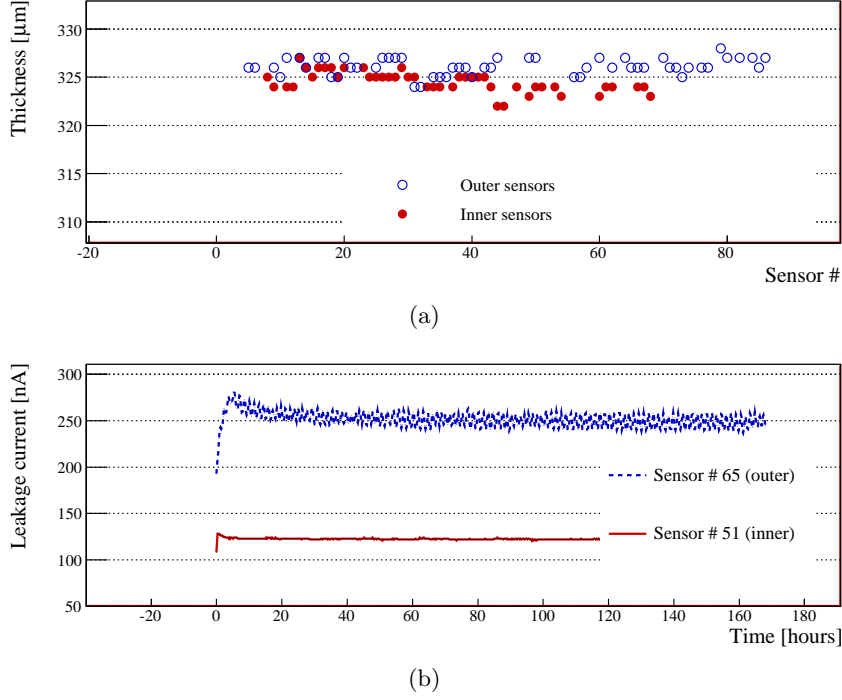 Thickness [μm]
330
325
320
315
310
Outer sensors
Inner sensors
-20 0 20 40 60 80
Sensor #
(a)
Leakage current [nA]
300
250
200
150
100
50
Sensor # 65 (outer)
Sensor # 51 (inner)
-20 0 20 40 60 80 100 120 140 160 180
Time [hours]
(b)